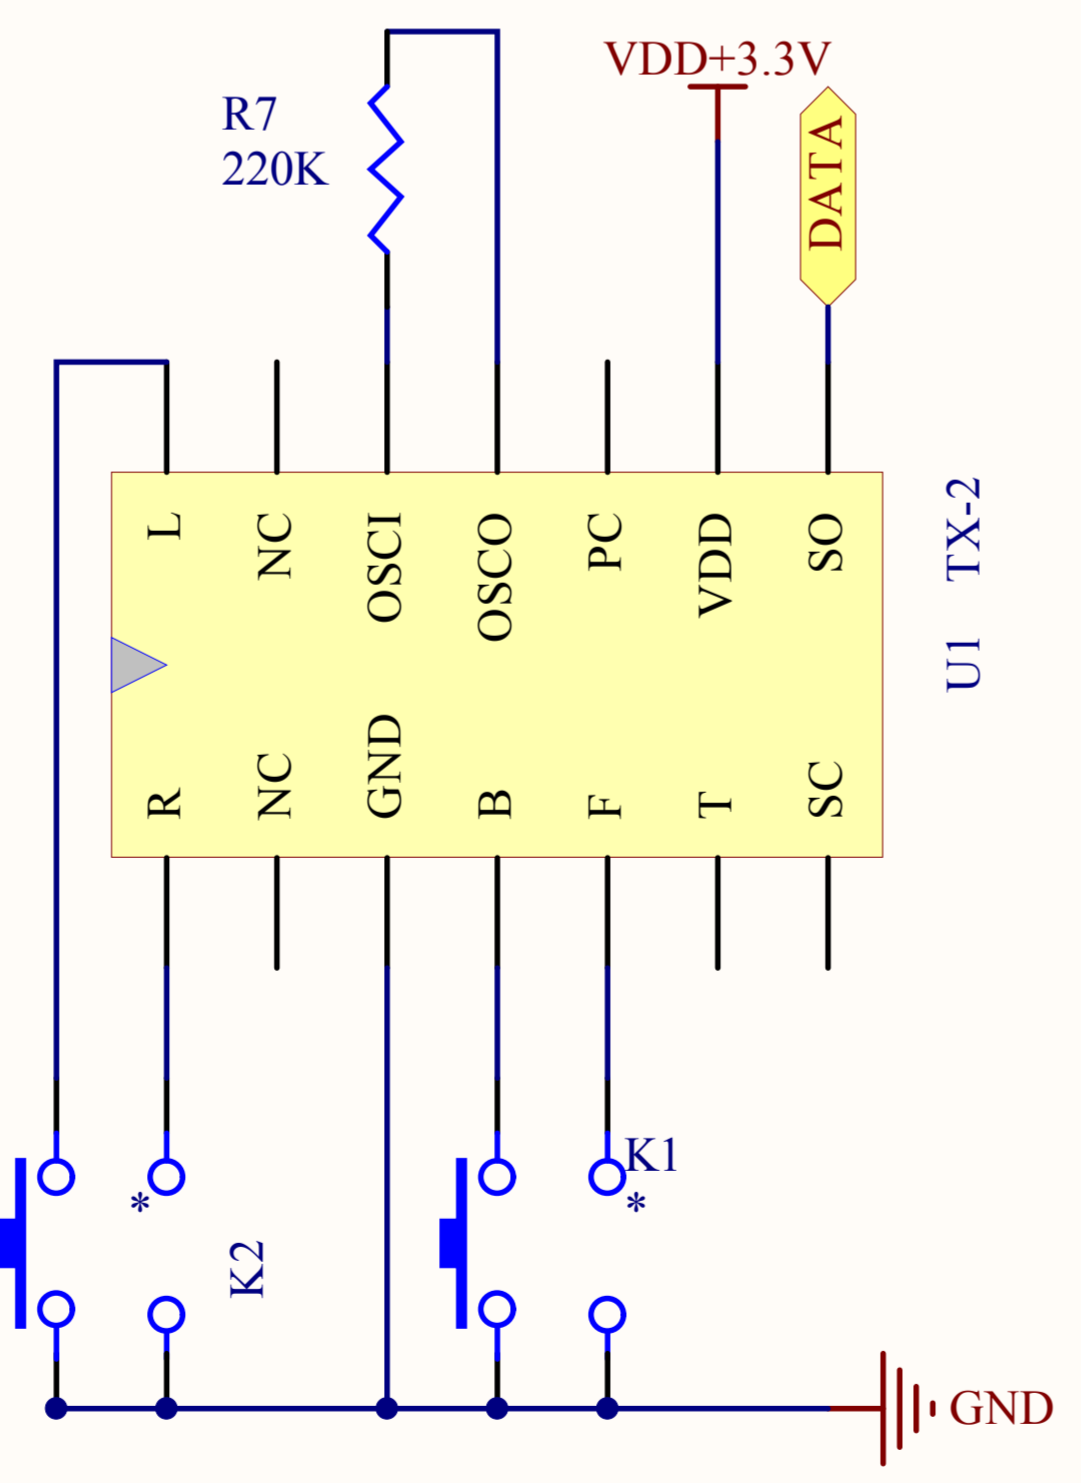 VDD+3.3V
R7
220K
DATA
L
NC
OSCI
OSCO
PC
VDD
SO
U1 TX-2
R
NC
GND
B
F
T
SC
K1
*
*
K2
GND